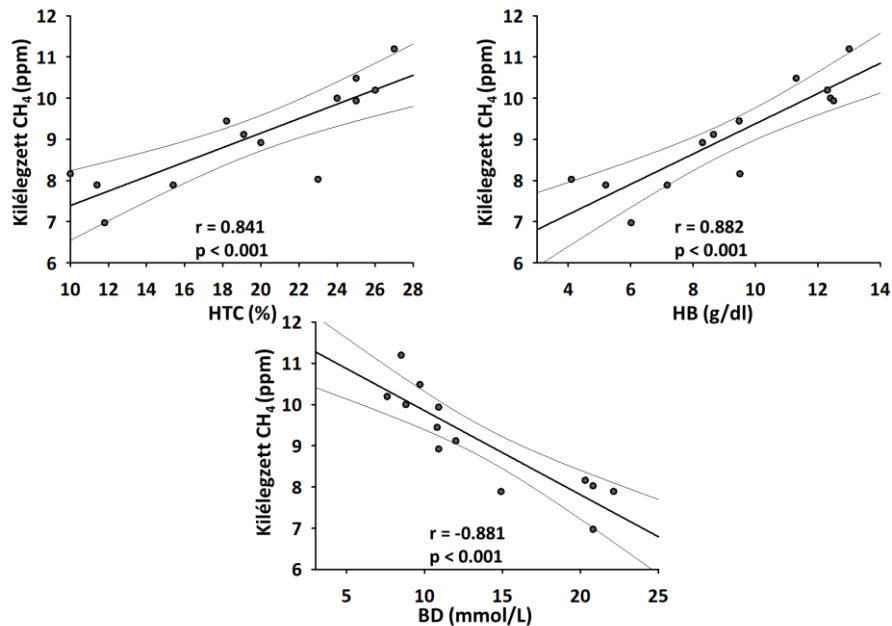 Kilélegzett CH₄ (ppm)
12
11
10
9
8
7
6
r = 0.841
p < 0.001
10 12 14 16 18 20 22 24 26 28
HTC (%)
Kilélegzett CH₄ (ppm)
12
11
10
9
8
7
6
r = 0.882
p < 0.001
4 6 8 10 12 14
HB (g/dl)
Kilélegzett CH₄ (ppm)
12
11
10
9
8
7
6
r = -0.881
p < 0.001
5 10 15 20 25
BD (mmol/L)